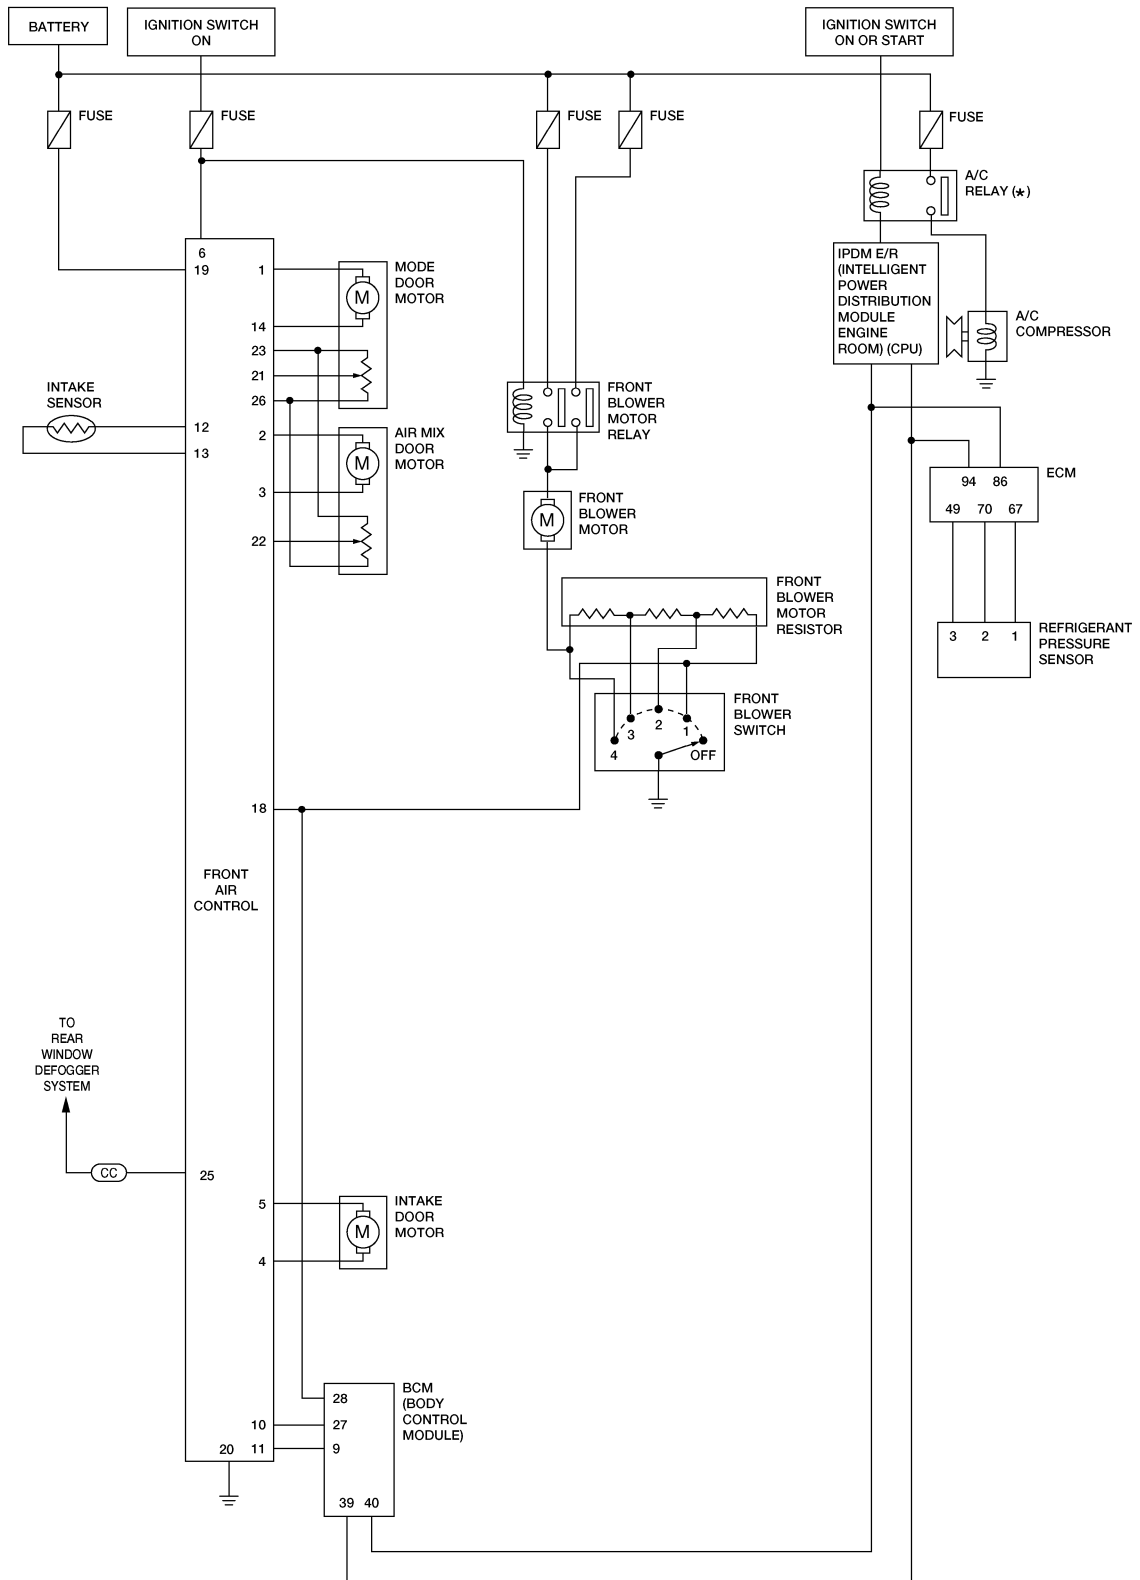 BATTERY
IGNITION SWITCH
ON
IGNITION SWITCH
ON OR START
FUSE
FUSE
FUSE
FUSE
FUSE
A/C
RELAY (*)
6
19
1
MODE
DOOR
MOTOR
M
14
23
21
26
IPDM E/R
(INTELLIGENT
POWER
DISTRIBUTION
MODULE
ENGINE
ROOM) (CPU)
A/C
COMPRESSOR
INTAKE
SENSOR
12
13
2
AIR MIX
DOOR
MOTOR
M
3
22
FRONT
BLOWER
MOTOR
RELAY
FRONT
BLOWER
MOTOR
M
ECM
94 86
49 70 67
FRONT
BLOWER
MOTOR
RESISTOR
3 2 1
REFRIGERANT
PRESSURE
SENSOR
FRONT
BLOWER
SWITCH
4
3
2
1
OFF
18
FRONT
AIR
CONTROL
TO
REAR
WINDOW
DEFOGGER
SYSTEM
CC
25
5
INTAKE
DOOR
MOTOR
M
4
BCM
(BODY
CONTROL
MODULE)
28
10
27
20
11
9
39 40